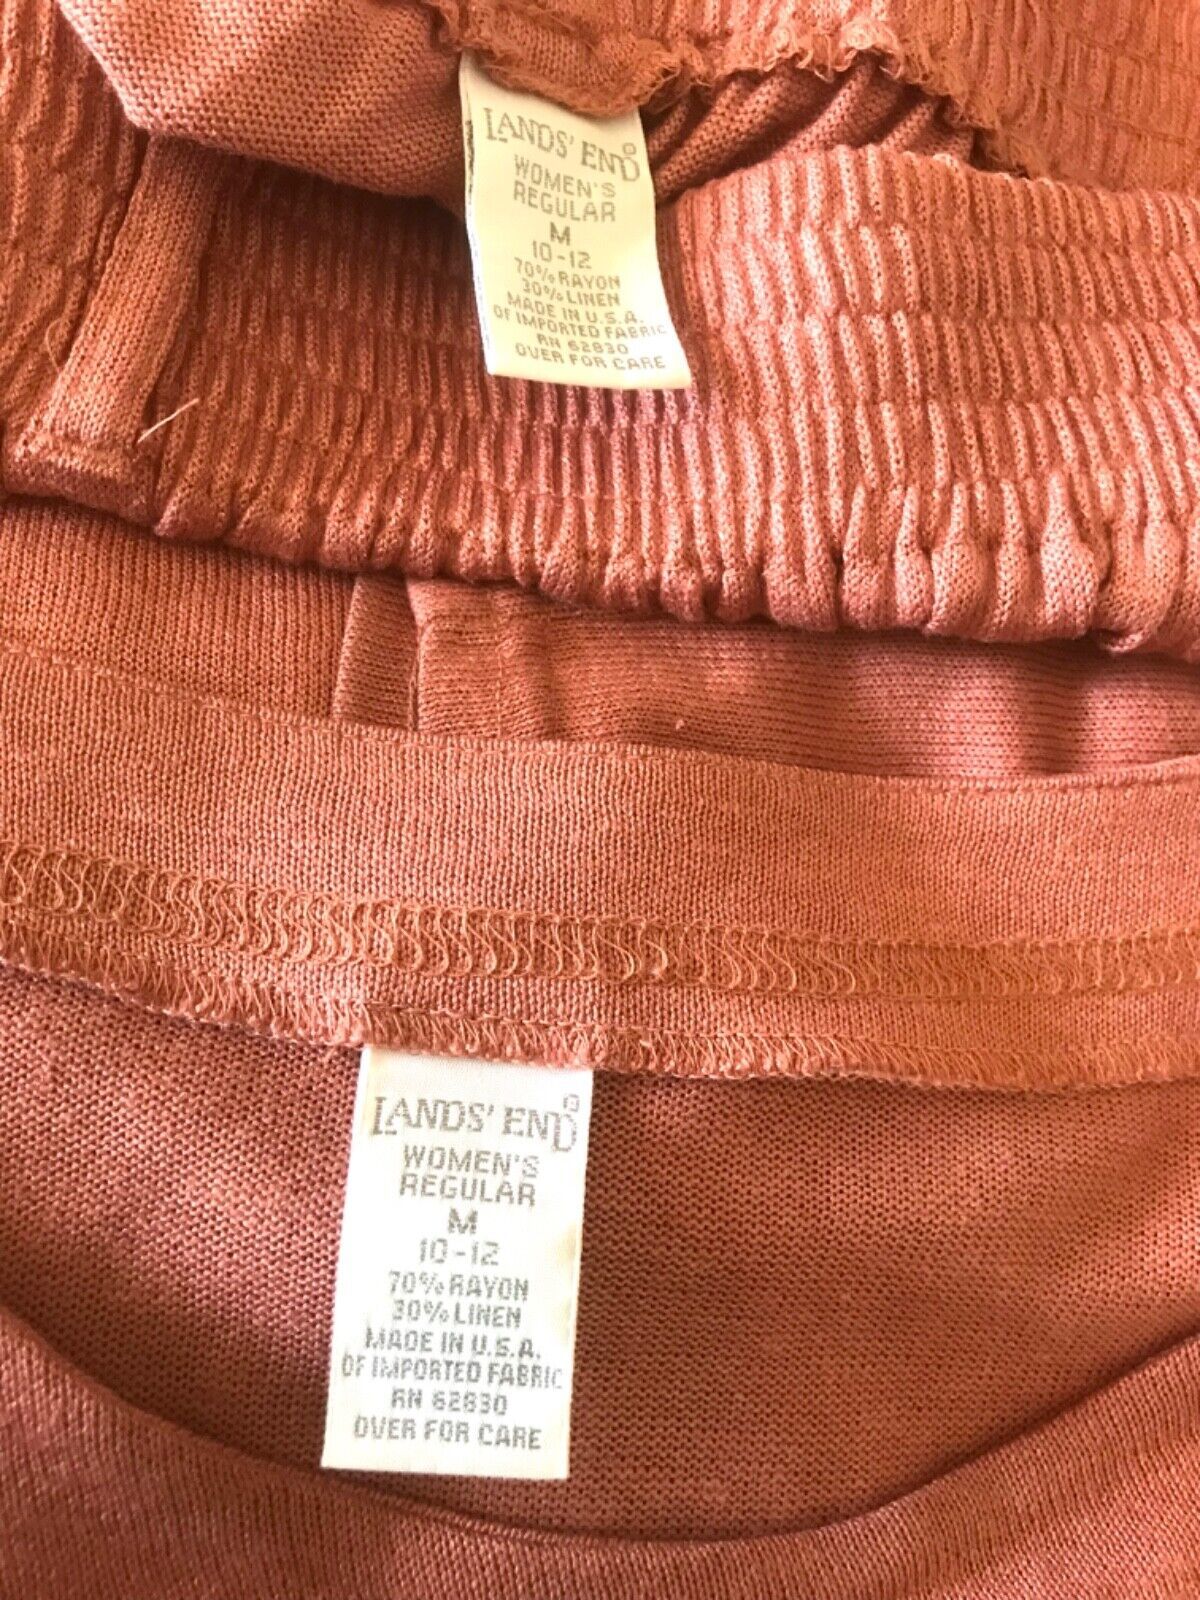 LANDS' END®
WOMEN'S
REGULAR
M
10-12
70% RAYON
30% LINEN
MADE IN U.S.A.
OF IMPORTED FABRIC
RN 62830
OVER FOR CARE
LANDS' END®
WOMEN'S
REGULAR
M
10-12
70% RAYON
30% LINEN
MADE IN U.S.A.
OF IMPORTED FABRIC
RN 62830
OVER FOR CARE